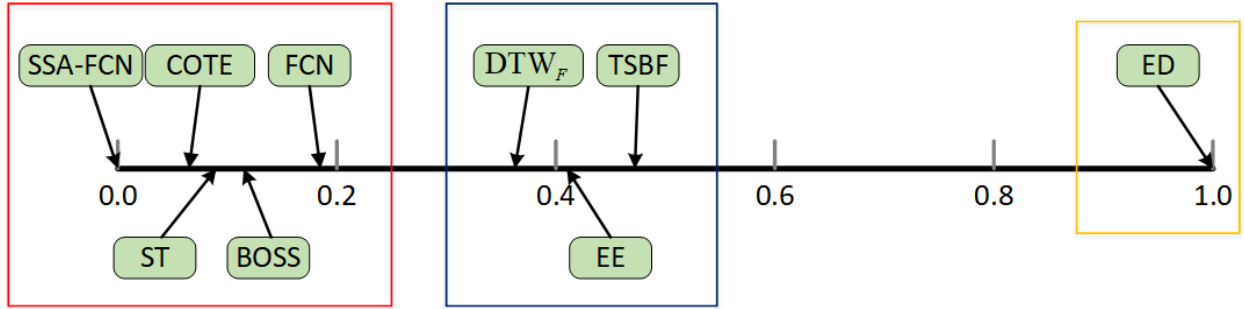 SSA-FCN COTE FCN DTW_F TSBF ED
0.0 0.2 0.4 0.6 0.8 1.0
ST BOSS EE